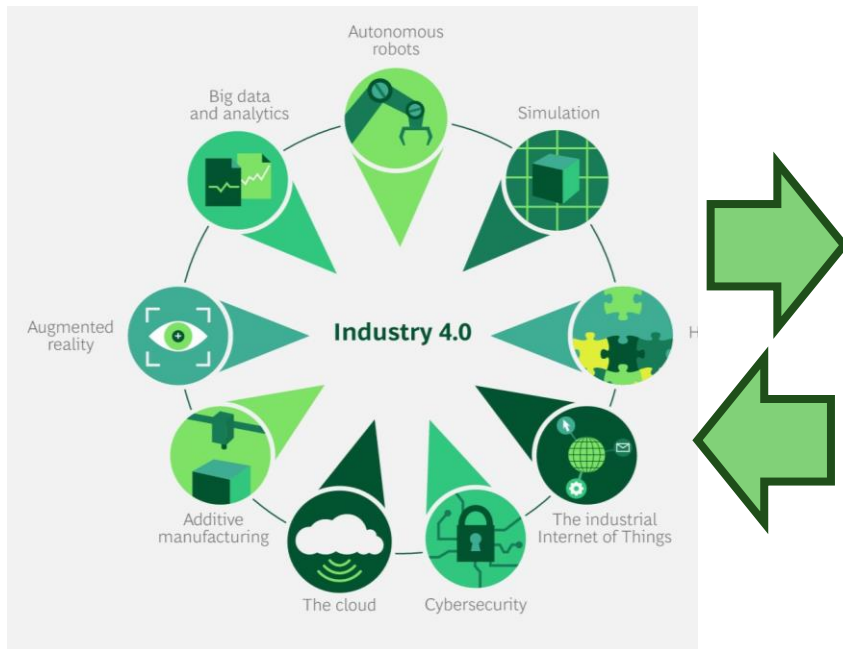 Autonomous
robots
Big data
and analytics
Simulation
Augmented
reality
Industry 4.0
H
Additive
manufacturing
The industrial
Internet of Things
The cloud
Cybersecurity